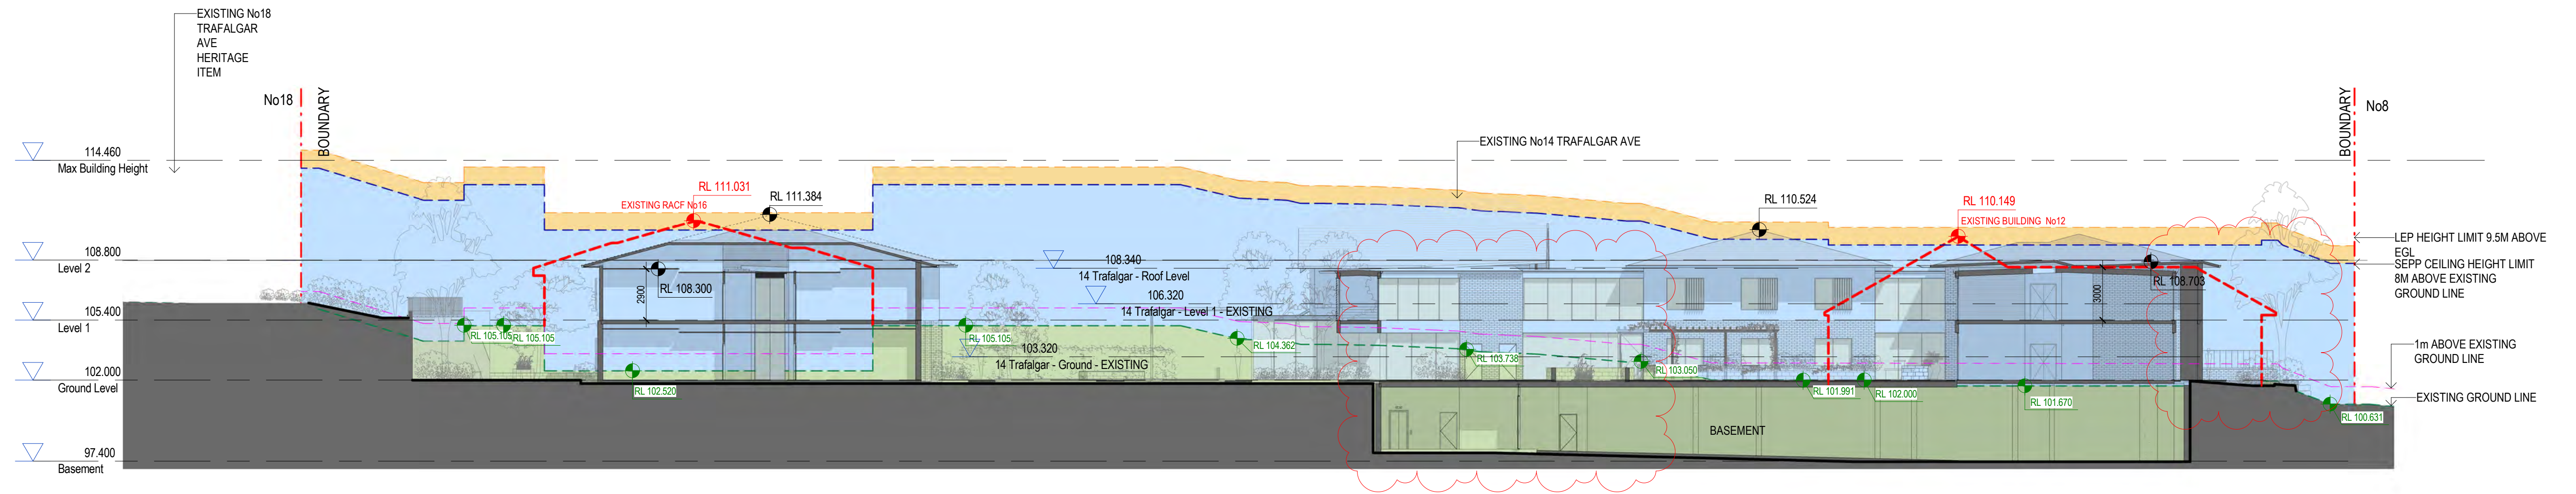 EXISTING No18
TRAFALGAR
AVE
HERITAGE
ITEM
No18
BOUNDARY
114.460
Max Building Height
108.800
Level 2
105.400
Level 1
102.000
Ground Level
97.400
Basement
RL 111.031
EXISTING RACF No16
RL 111.384
2900
RL 108.300
RL 105.105
RL 105.105
RL 102.520
RL 105.105
108.340
14 Trafalgar - Roof Level
106.320
14 Trafalgar - Level 1 - EXISTING
103.320
14 Trafalgar - Ground - EXISTING
RL 104.362
EXISTING No14 TRAFALGAR AVE
RL 103.738
RL 103.050
RL 110.524
RL 110.149
EXISTING BUILDING No12
RL 108.703
3000
RL 101.991
RL 102.000
RL 101.670
BASEMENT
BOUNDARY
No8
LEP HEIGHT LIMIT 9.5M ABOVE
EGL
SEPP CEILING HEIGHT LIMIT
8M ABOVE EXISTING
GROUND LINE
1m ABOVE EXISTING
GROUND LINE
EXISTING GROUND LINE
RL 100.631